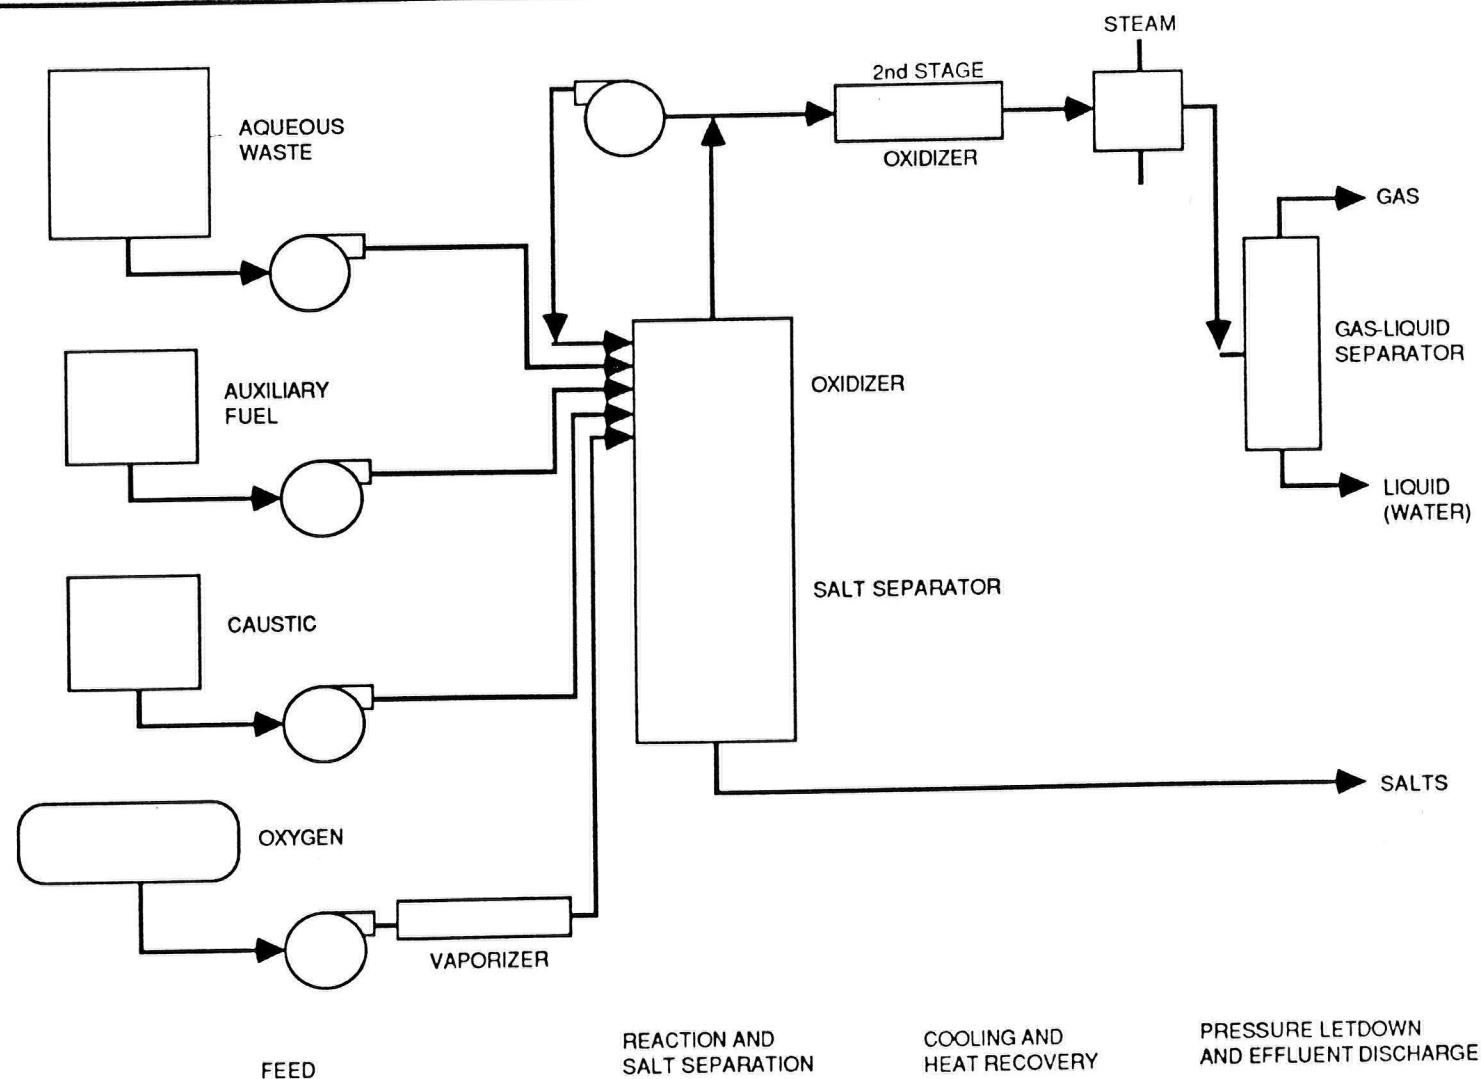 STEAM
2nd STAGE
OXIDIZER
AQUEOUS
WASTE
GAS
GAS-LIQUID
SEPARATOR
AUXILIARY
FUEL
OXIDIZER
LIQUID
(WATER)
SALT SEPARATOR
CAUSTIC
SALTS
OXYGEN
VAPORIZER
FEED
REACTION AND
SALT SEPARATION
COOLING AND
HEAT RECOVERY
PRESSURE LETDOWN
AND EFFLUENT DISCHARGE